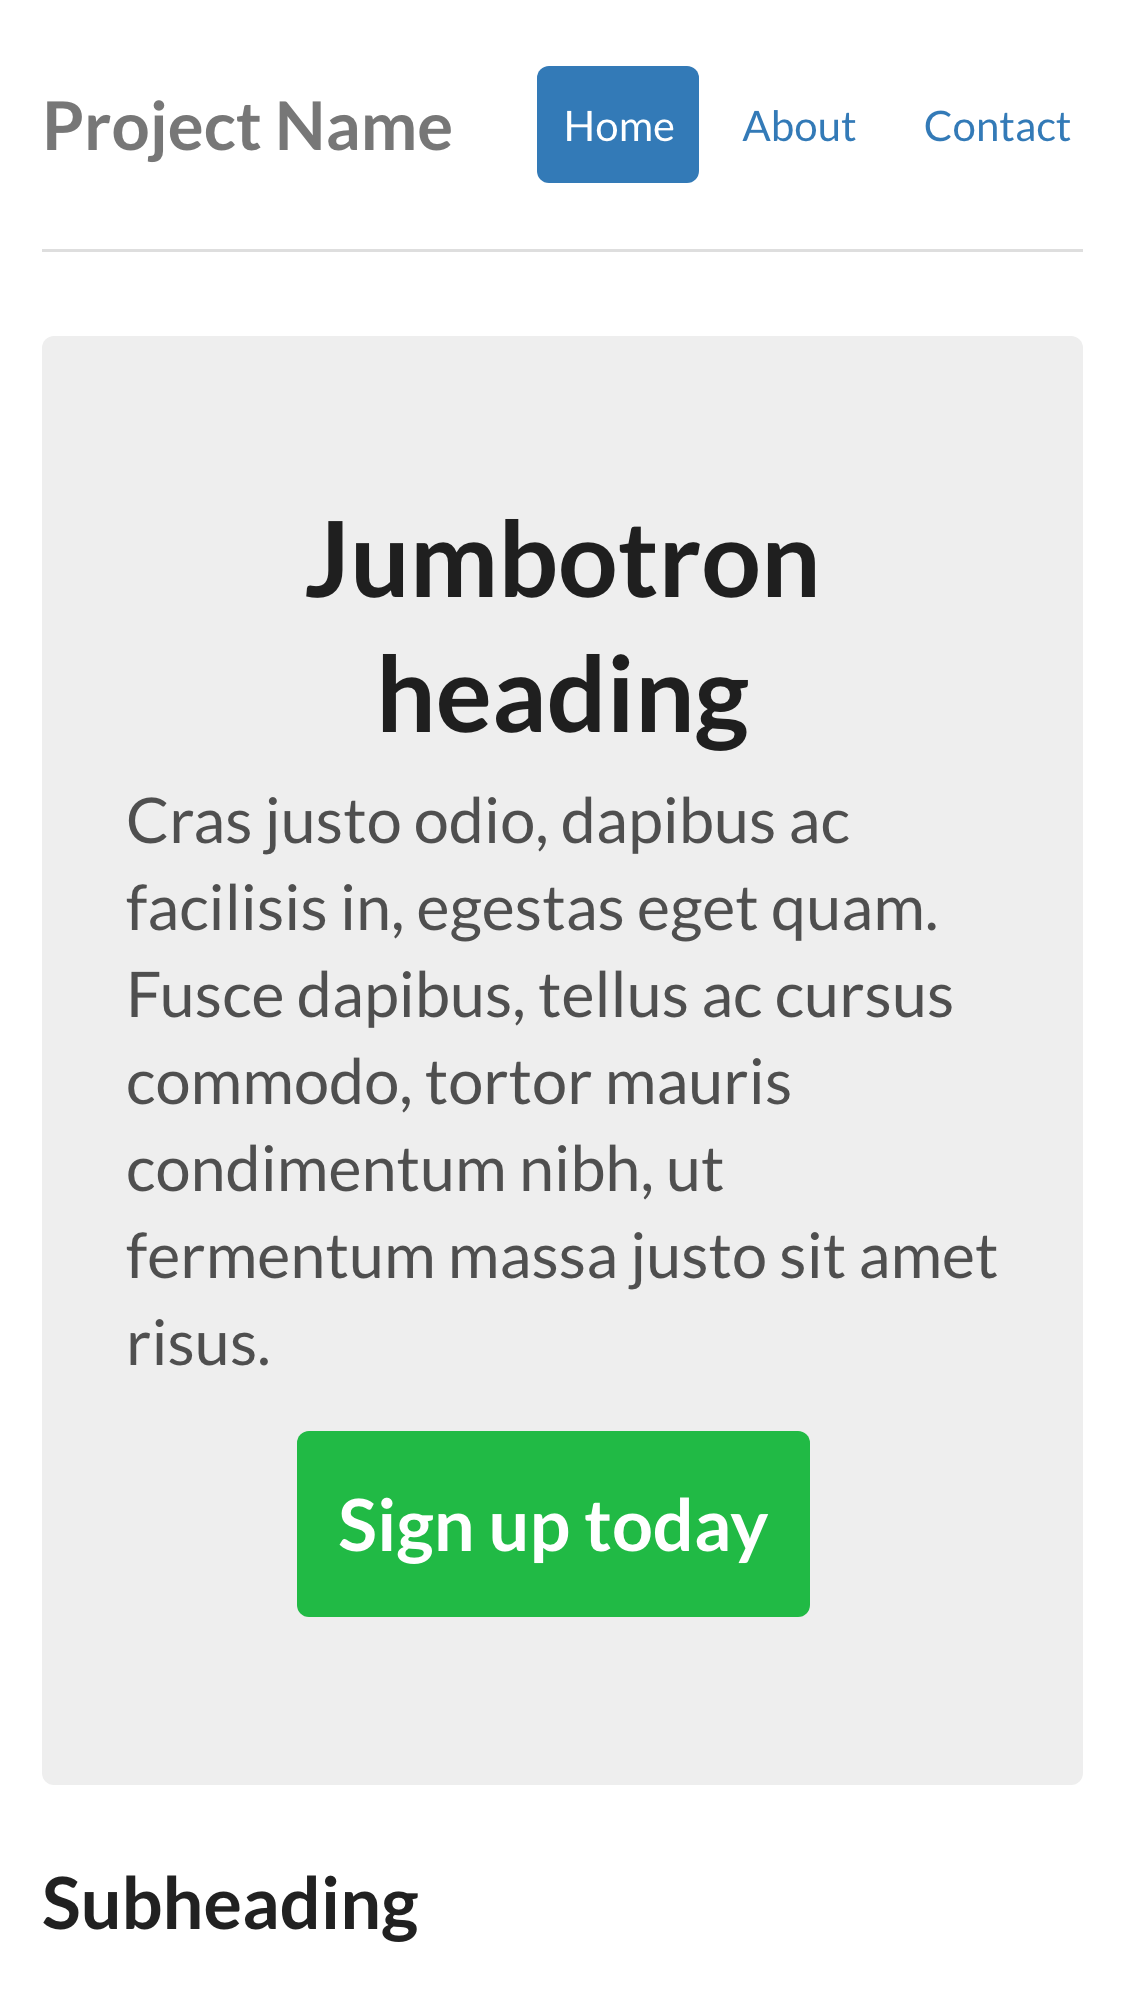 Project Name Home About Contact
Jumbotron
heading
Cras justo odio, dapibus ac
facilisis in, egestas eget quam.
Fusce dapibus, tellus ac cursus
commodo, tortor mauris
condimentum nibh, ut
fermentum massa justo sit amet
risus.
Sign up today
Subheading